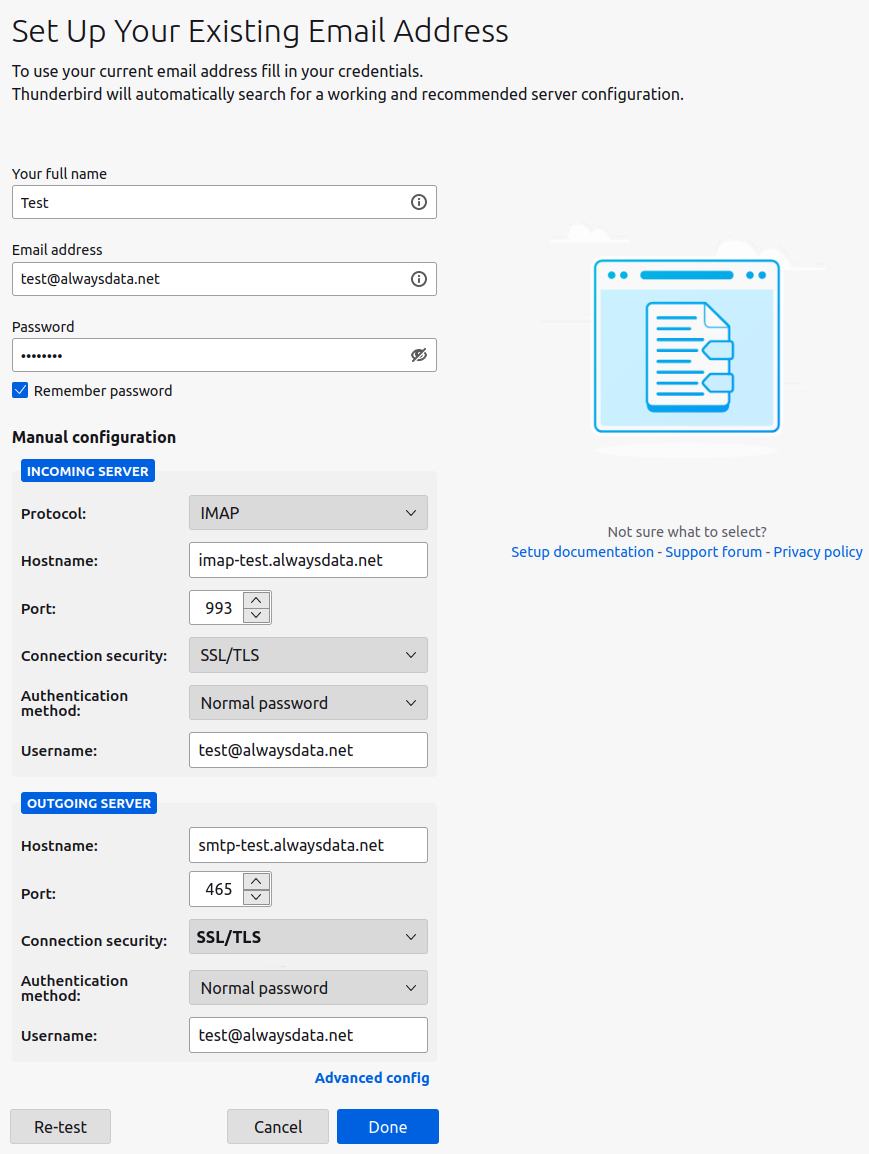 Set Up Your Existing Email Address
To use your current email address fill in your credentials.
Thunderbird will automatically search for a working and recommended server configuration.
Your full name
Test
Email address
test@alwaysdata.net
Password
••••••••
Remember password
Manual configuration
INCOMING SERVER
Protocol: IMAP
Hostname: imap-test.alwaysdata.net
Port: 993
Connection security: SSL/TLS
Authentication
method: Normal password
Username: test@alwaysdata.net
OUTGOING SERVER
Hostname: smtp-test.alwaysdata.net
Port: 465
Connection security: SSL/TLS
Authentication
method: Normal password
Username: test@alwaysdata.net
Advanced config
Re-test Cancel Done
Not sure what to select?
Setup documentation - Support forum - Privacy policy